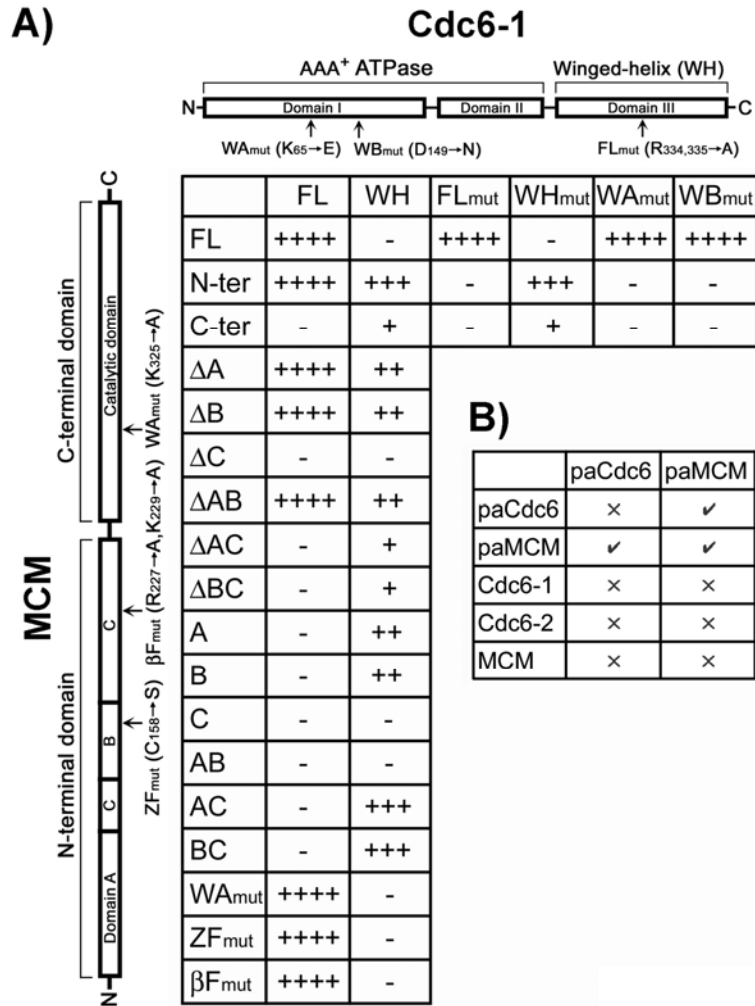 A)
Cdc6-1
AAA+ ATPase
Winged-helix (WH)
N
Domain I
Domain II
Domain III
C
WAmut (K65→E)
WBmut (D149→N)
FLmut (R334,335→A)
FL WH FLmut WHmut WAmut WBmut
FL ++++ - ++++ - ++++ ++++
N-ter ++++ +++ - +++ - -
C-ter - + - + - -
ΔA ++++ ++
ΔB ++++ ++
ΔC - -
ΔAB ++++ ++
ΔAC - +
ΔBC - +
A - ++
B - ++
C - -
AB - -
AC - +++
BC - +++
WAmut ++++ -
ZFmut ++++ -
βFmut ++++ -
MCM
C
C-terminal domain
Catalytic domain
WAmut (K325→A)
N-terminal domain
C
βFmut (R227→A,K229→A)
B
ZFmut (C158→S)
C
Domain A
N
B)
paCdc6 paMCM
paCdc6 × ✔
paMCM ✔ ✔
Cdc6-1 × ×
Cdc6-2 × ×
MCM × ×